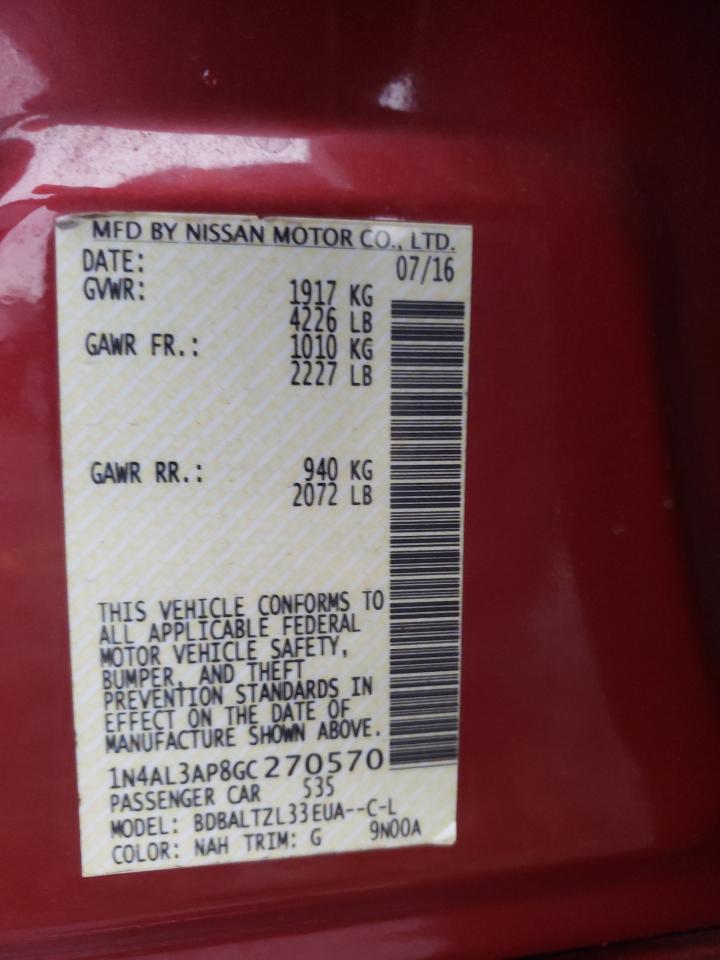 MFD BY NISSAN MOTOR CO., LTD.
DATE: 07/16
GVWR: 1917 KG
4226 LB
GAWR FR.: 1010 KG
2227 LB
GAWR RR.: 940 KG
2072 LB
THIS VEHICLE CONFORMS TO
ALL APPLICABLE FEDERAL
MOTOR VEHICLE SAFETY,
BUMPER, AND THEFT
PREVENTION STANDARDS IN
EFFECT ON THE DATE OF
MANUFACTURE SHOWN ABOVE.
1N4AL3AP8GC270570
PASSENGER CAR 535
MODEL: BDBALTZL33EUA--C-L
COLOR: NAH TRIM: G 9N00A